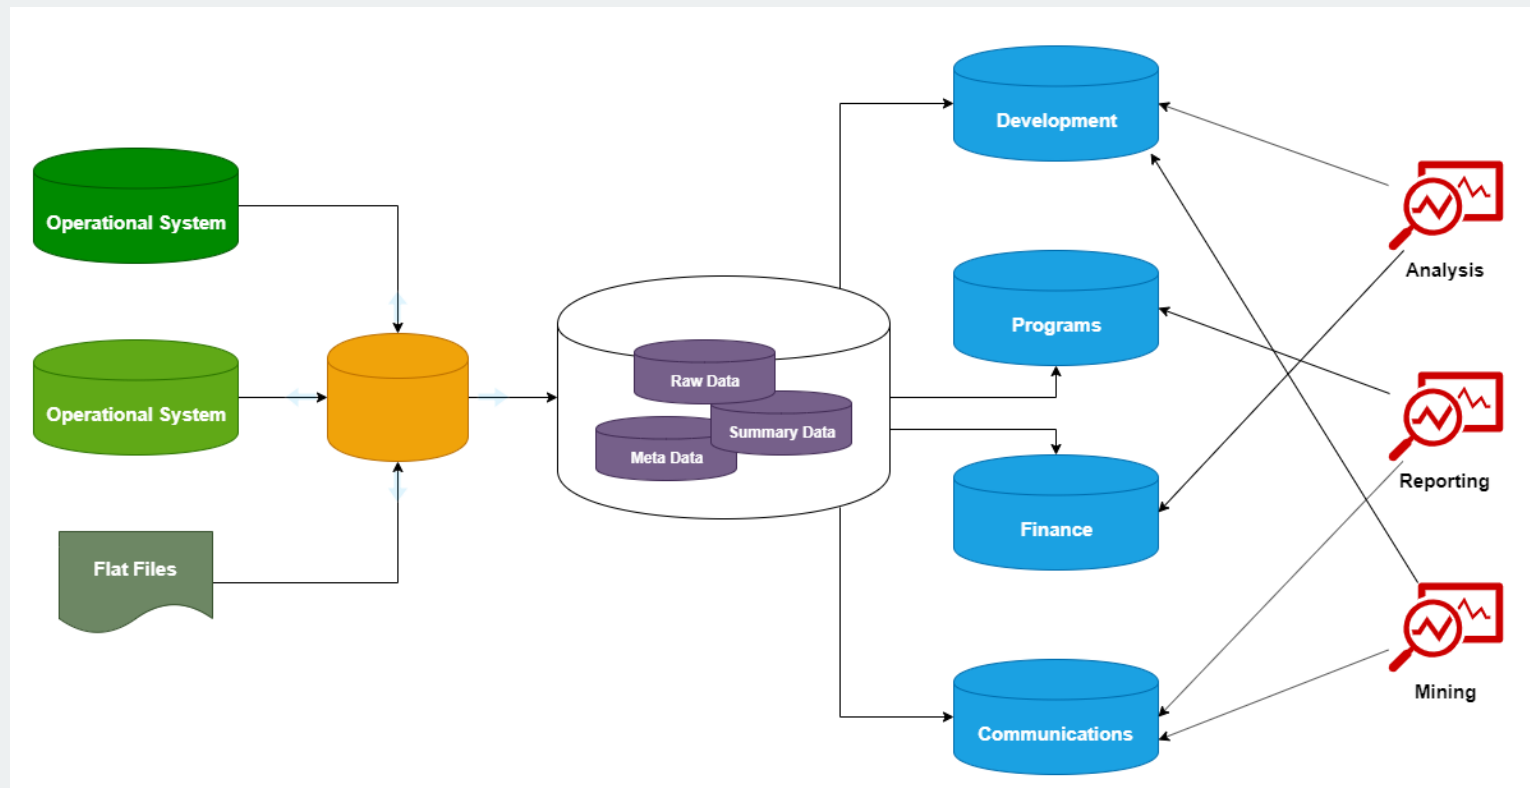 Operational System
Operational System
Flat Files
Raw Data
Summary Data
Meta Data
Development
Programs
Finance
Communications
Analysis
Reporting
Mining